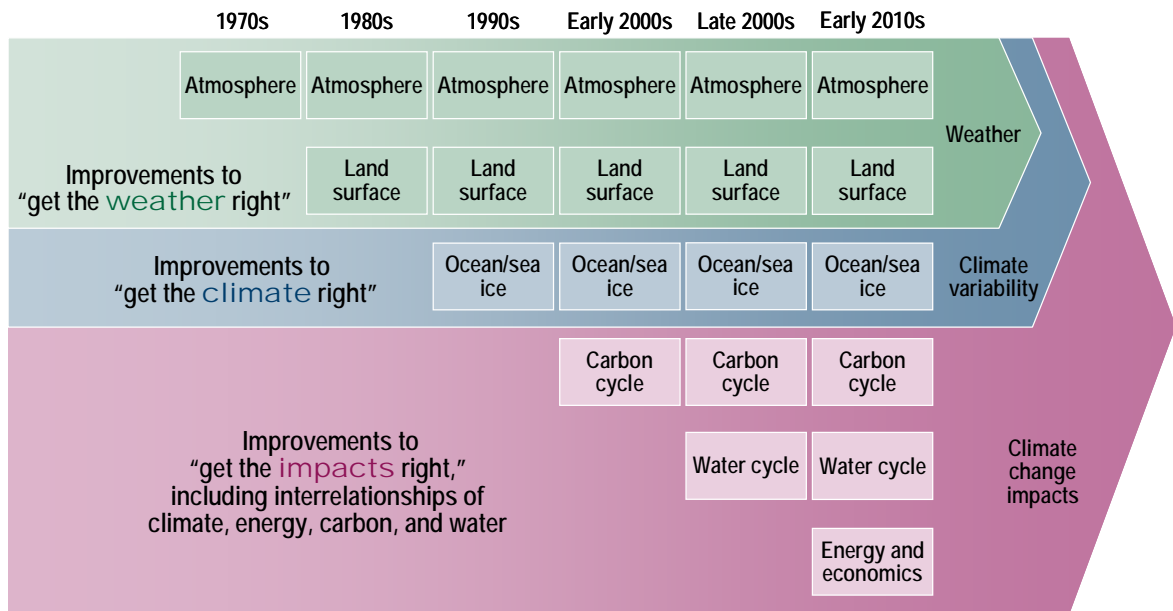 1970s 1980s 1990s Early 2000s Late 2000s Early 2010s
Atmosphere Atmosphere Atmosphere Atmosphere Atmosphere Atmosphere
Weather
Improvements to
“get the weather right”
Land Land Land Land Land
surface surface surface surface surface
Improvements to
“get the climate right”
Ocean/sea Ocean/sea Ocean/sea Ocean/sea
ice ice ice ice
Climate
variability
Carbon Carbon Carbon
cycle cycle cycle
Improvements to
“get the impacts right,”
including interrelationships of
climate, energy, carbon, and water
Water cycle Water cycle
Climate
change
impacts
Energy and
economics